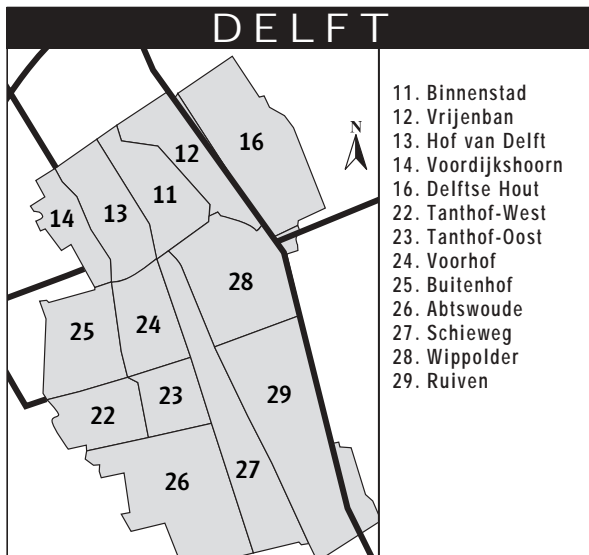 DELFT
16
12
N
11
14
13
28
24
25
23
29
22
27
26
11. Binnenstad
12. Vrijenban
13. Hof van Delft
14. Voordijkshoorn
16. Delftse Hout
22. Tanthof-West
23. Tanthof-Oost
24. Voorhof
25. Buitenhof
26. Abtswoude
27. Schieweg
28. Wippolder
29. Ruiven